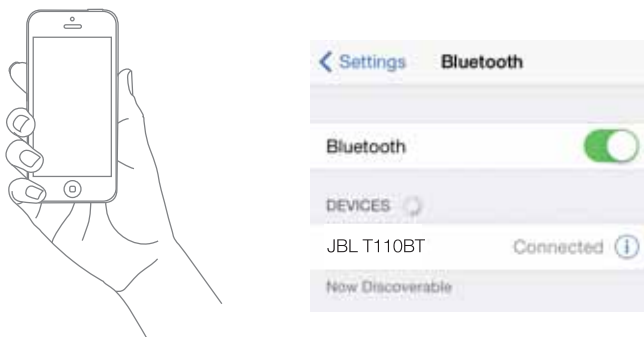 Settings Bluetooth
Bluetooth
DEVICES
JBL T110BT Connected
Now Discoverable